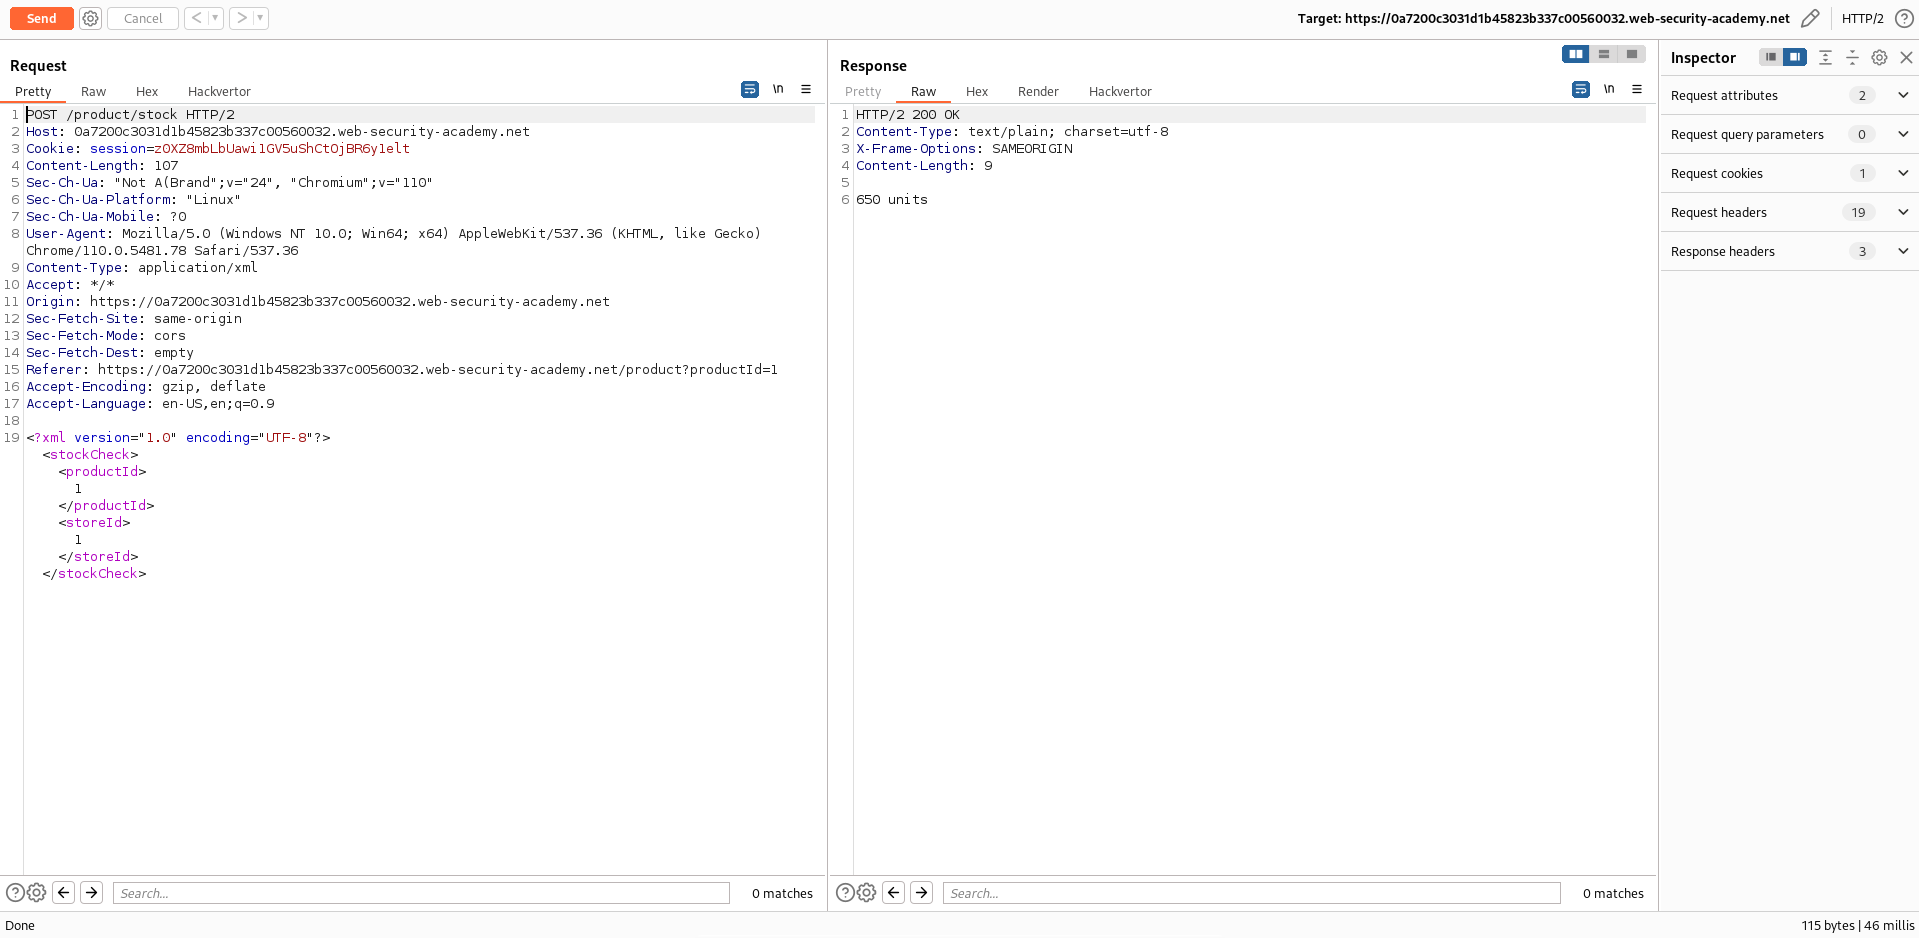 Send
Cancel
Target: https://0a7200c3031d1b45823b337c00560032.web-security-academy.net
HTTP/2
Request
Pretty Raw Hex Hackvertor
\n
1 POST /product/stock HTTP/2
2 Host: 0a7200c3031d1b45823b337c00560032.web-security-academy.net
3 Cookie: session=z0XZ8mbLbUawi1GV5uShCtOjBR6y1elt
4 Content-Length: 107
5 Sec-Ch-Ua: "Not A(Brand";v="24", "Chromium";v="110"
6 Sec-Ch-Ua-Platform: "Linux"
7 Sec-Ch-Ua-Mobile: ?0
8 User-Agent: Mozilla/5.0 (Windows NT 10.0; Win64; x64) AppleWebKit/537.36 (KHTML, like Gecko)
Chrome/110.0.5481.78 Safari/537.36
9 Content-Type: application/xml
10 Accept: */*
11 Origin: https://0a7200c3031d1b45823b337c00560032.web-security-academy.net
12 Sec-Fetch-Site: same-origin
13 Sec-Fetch-Mode: cors
14 Sec-Fetch-Dest: empty
15 Referer: https://0a7200c3031d1b45823b337c00560032.web-security-academy.net/product?productId=1
16 Accept-Encoding: gzip, deflate
17 Accept-Language: en-US,en;q=0.9
18
19 <?xml version="1.0" encoding="UTF-8"?>
<stockCheck>
<productId>
1
</productId>
<storeId>
1
</storeId>
</stockCheck>
Search...
0 matches
Response
Pretty Raw Hex Render Hackvertor
\n
1 HTTP/2 200 OK
2 Content-Type: text/plain; charset=utf-8
3 X-Frame-Options: SAMEORIGIN
4 Content-Length: 9
5
6 650 units
Search...
0 matches
Inspector
Request attributes 2
Request query parameters 0
Request cookies 1
Request headers 19
Response headers 3
Done
115 bytes | 46 millis